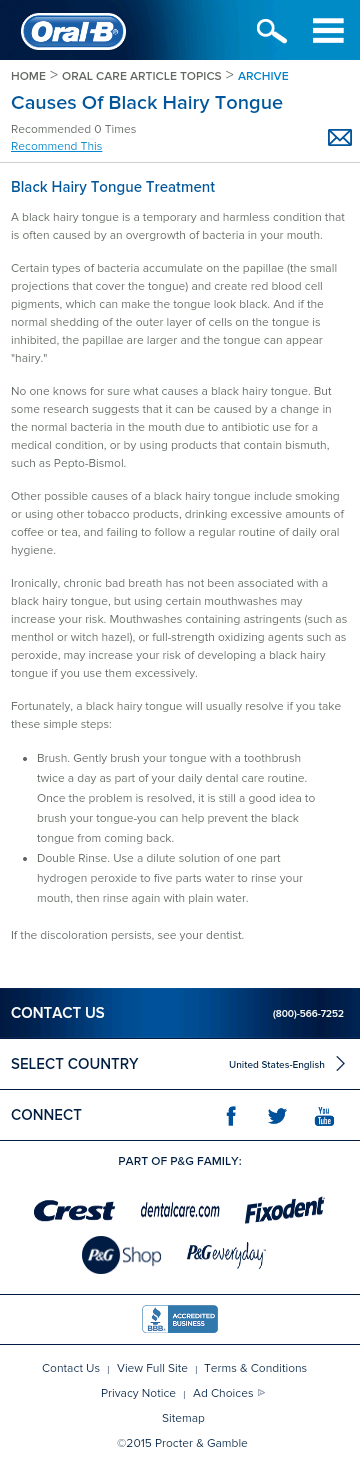 Oral-B
HOME > ORAL CARE ARTICLE TOPICS > ARCHIVE
Causes Of Black Hairy Tongue
Recommended 0 Times
Recommend This
Black Hairy Tongue Treatment
A black hairy tongue is a temporary and harmless condition that
is often caused by an overgrowth of bacteria in your mouth.
Certain types of bacteria accumulate on the papillae (the small
projections that cover the tongue) and create red blood cell
pigments, which can make the tongue look black. And if the
normal shedding of the outer layer of cells on the tongue is
inhibited, the papillae are larger and the tongue can appear
"hairy."
No one knows for sure what causes a black hairy tongue. But
some research suggests that it can be caused by a change in
the normal bacteria in the mouth due to antibiotic use for a
medical condition, or by using products that contain bismuth,
such as Pepto-Bismol.
Other possible causes of a black hairy tongue include smoking
or using other tobacco products, drinking excessive amounts of
coffee or tea, and failing to follow a regular routine of daily oral
hygiene.
Ironically, chronic bad breath has not been associated with a
black hairy tongue, but using certain mouthwashes may
increase your risk. Mouthwashes containing astringents (such as
menthol or witch hazel), or full-strength oxidizing agents such as
peroxide, may increase your risk of developing a black hairy
tongue if you use them excessively.
Fortunately, a black hairy tongue will usually resolve if you take
these simple steps:
• Brush. Gently brush your tongue with a toothbrush
twice a day as part of your daily dental care routine.
Once the problem is resolved, it is still a good idea to
brush your tongue-you can help prevent the black
tongue from coming back.
• Double Rinse. Use a dilute solution of one part
hydrogen peroxide to five parts water to rinse your
mouth, then rinse again with plain water.
If the discoloration persists, see your dentist.
CONTACT US (800)-566-7252
SELECT COUNTRY United States-English
CONNECT You Tube
PART OF P&G FAMILY:
Crest dentalcare.com Fixodent
P&G Shop P&G everyday
BBB. ACCREDITED BUSINESS
Contact Us | View Full Site | Terms & Conditions
Privacy Notice | Ad Choices
Sitemap
©2015 Procter & Gamble